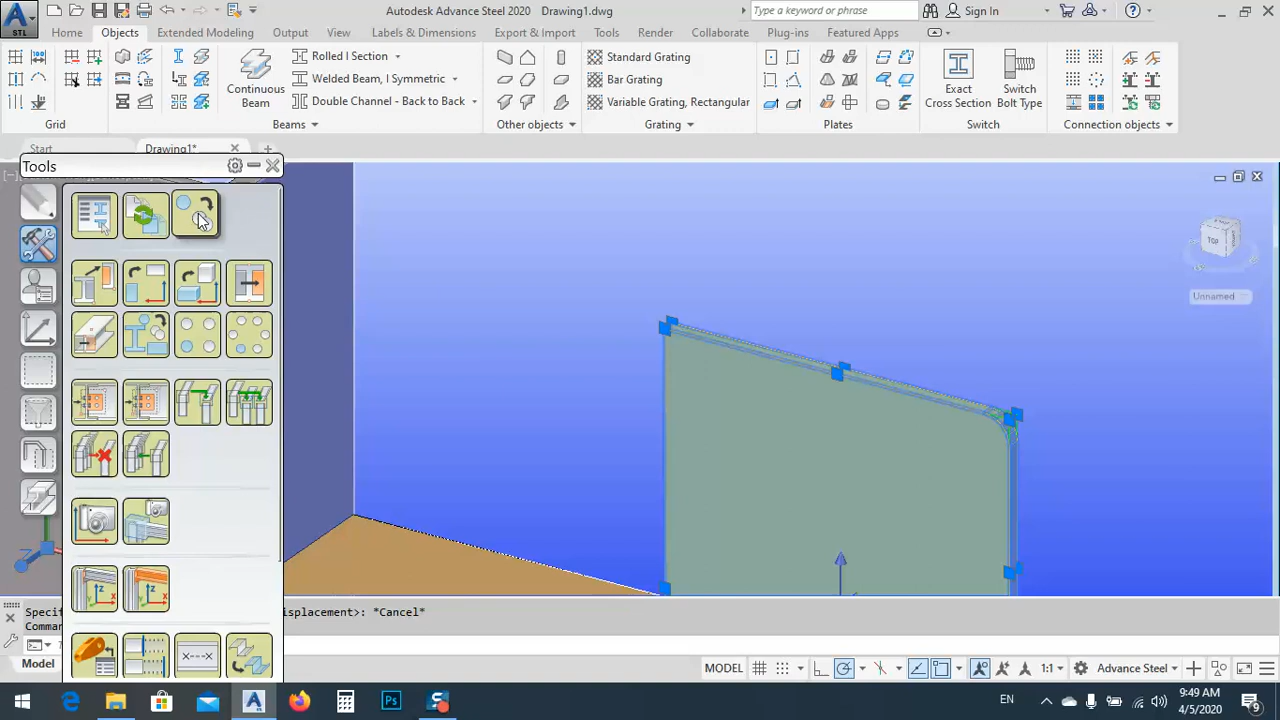 STL
Autodesk Advance Steel 2020 Drawing1.dwg
Type a keyword or phrase
Sign In
Home Objects Extended Modeling Output View Labels & Dimensions Export & Import Tools Render Collaborate Plug-ins Featured Apps
Rolled I Section
Welded Beam, I Symmetric
Double Channel - Back to Back
Continuous Beam
Standard Grating
Bar Grating
Variable Grating, Rectangular
Exact Cross Section
Switch Bolt Type
Grid Beams Other objects Grating Plates Switch Connection objects
Start Drawing1*
Tools
TOP
Unnamed
isplacement>: *Cancel*
Model
MODEL 1:1 Advance Steel
EN 9:49 AM
4/5/2020